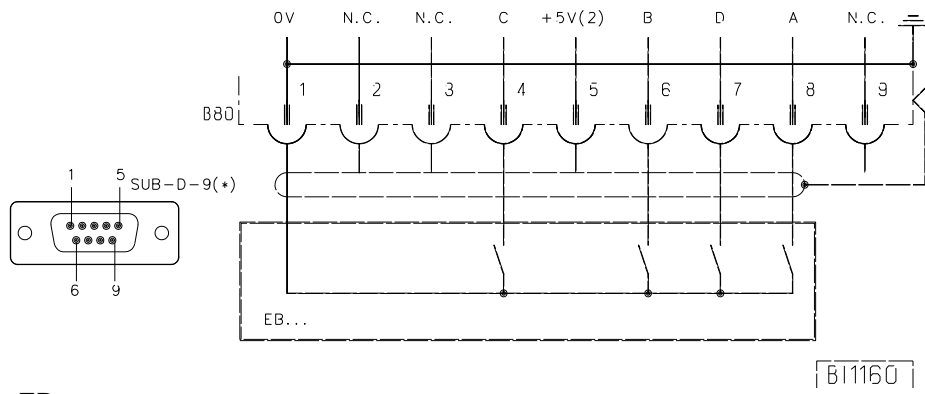 0V N.C. N.C. C +5V(2) B D A N.C.
1 2 3 4 5 6 7 8 9
B80
1 5 SUB-D-9(*)
6 9
EB...
BI1160